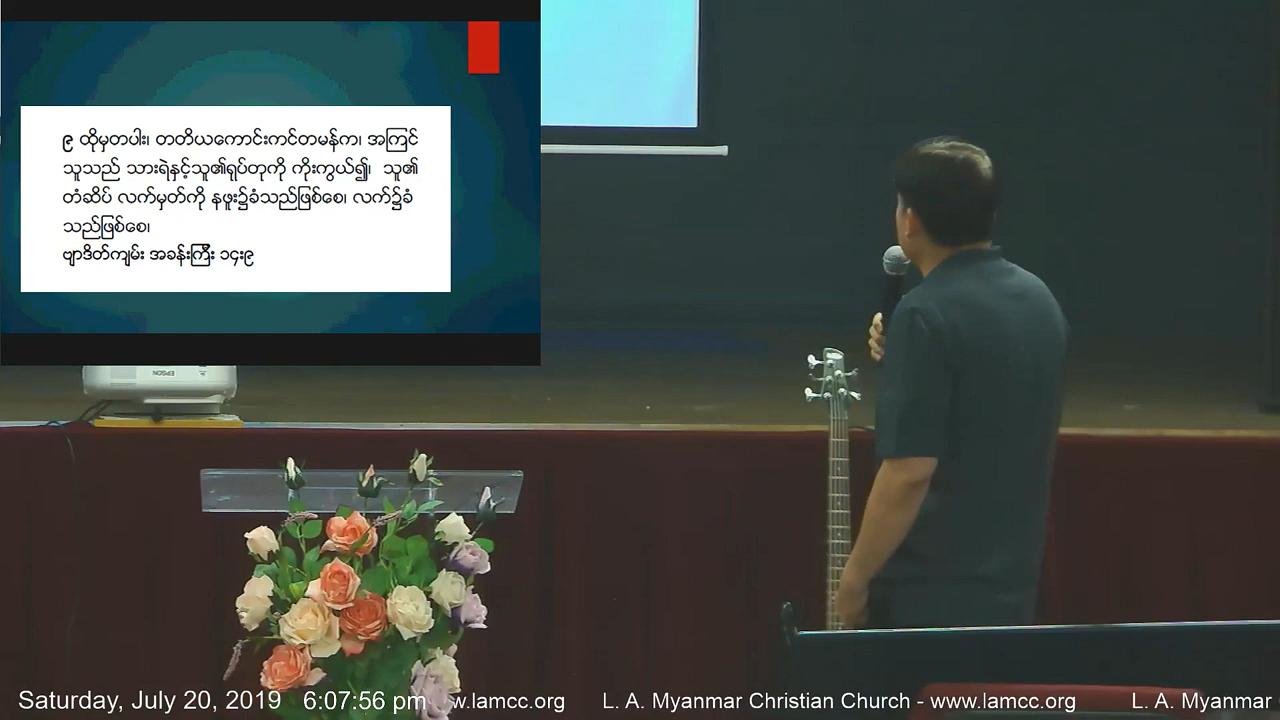 ၉ ထိုမှတပါး၊ တတိယကောင်းကင်တမန်က၊ အကြင်
သူသည် သားရဲနှင့်သူ၏ရုပ်တုကို ကိုးကွယ်၍၊ သူ၏
တံဆိပ် လက်မှတ်ကို နဖူး၌ခံသည်ဖြစ်စေ၊ လက်၌ခံ
သည်ဖြစ်စေ၊
ဗျာဒိတ်ကျမ်း အခန်းကြီး ၁၄း၉
EPSON
Saturday, July 20, 2019 6:07:56 pm w.lamcc.org L. A. Myanmar Christian Church - www.lamcc.org L. A. Myanmar